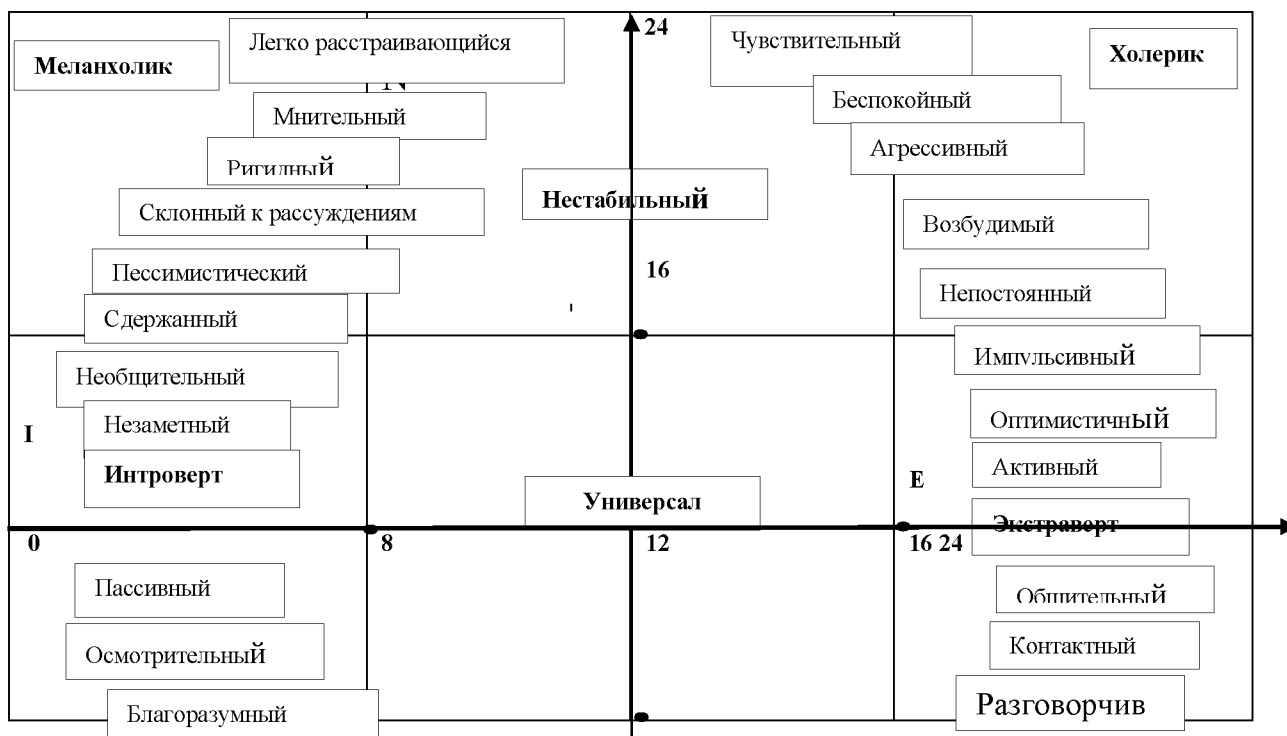 Легко расстраивающийся
24
Чувствительный
Меланхолик
Холерик
N
Беспокойный
Мнительный
Агрессивный
Ригидный
Нестабильный
Склонный к рассуждениям
Возбудимый
16
Пессимистический
Непостоянный
Сдержанный
Импульсивный
Необщительный
Незаметный
Оптимистичный
I
Интроверт
Активный
E
Универсал
Экстраверт
0
8
12
16 24
Пассивный
Общительный
Осмотрительный
Контактный
Благоразумный
Разговорчив